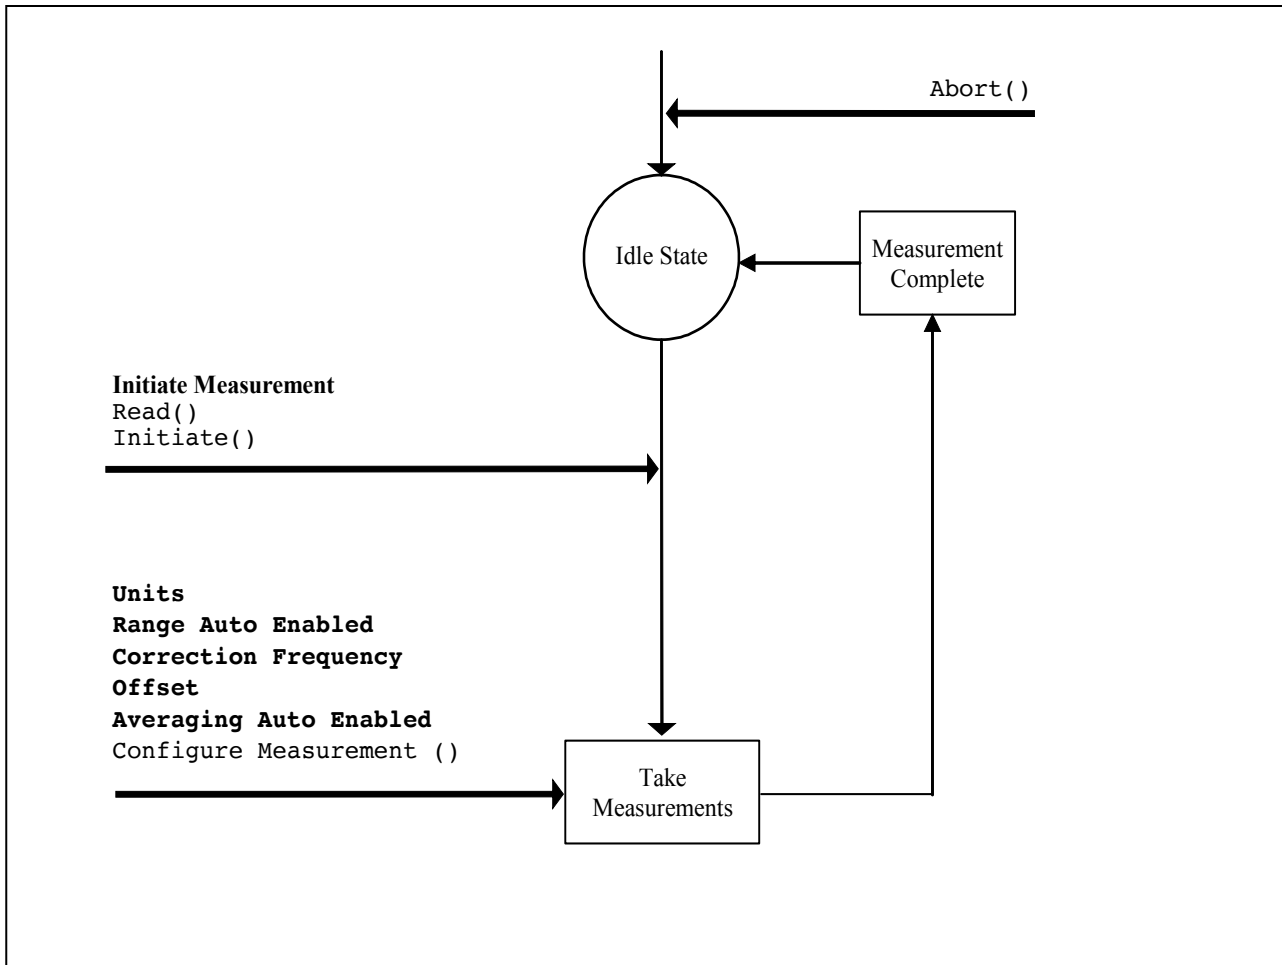 Abort()
Idle State
Measurement
Complete
Initiate Measurement
Read()
Initiate()
Units
Range Auto Enabled
Correction Frequency
Offset
Averaging Auto Enabled
Configure Measurement ()
Take
Measurements